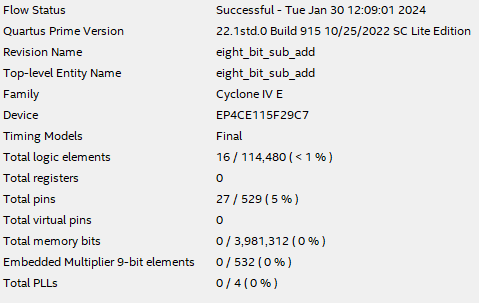 Flow Status Successful - Tue Jan 30 12:09:01 2024
Quartus Prime Version 22.1std.0 Build 915 10/25/2022 SC Lite Edition
Revision Name eight_bit_sub_add
Top-level Entity Name eight_bit_sub_add
Family Cyclone IV E
Device EP4CE115F29C7
Timing Models Final
Total logic elements 16 / 114,480 ( < 1 % )
Total registers 0
Total pins 27 / 529 ( 5 % )
Total virtual pins 0
Total memory bits 0 / 3,981,312 ( 0 % )
Embedded Multiplier 9-bit elements 0 / 532 ( 0 % )
Total PLLs 0 / 4 ( 0 % )